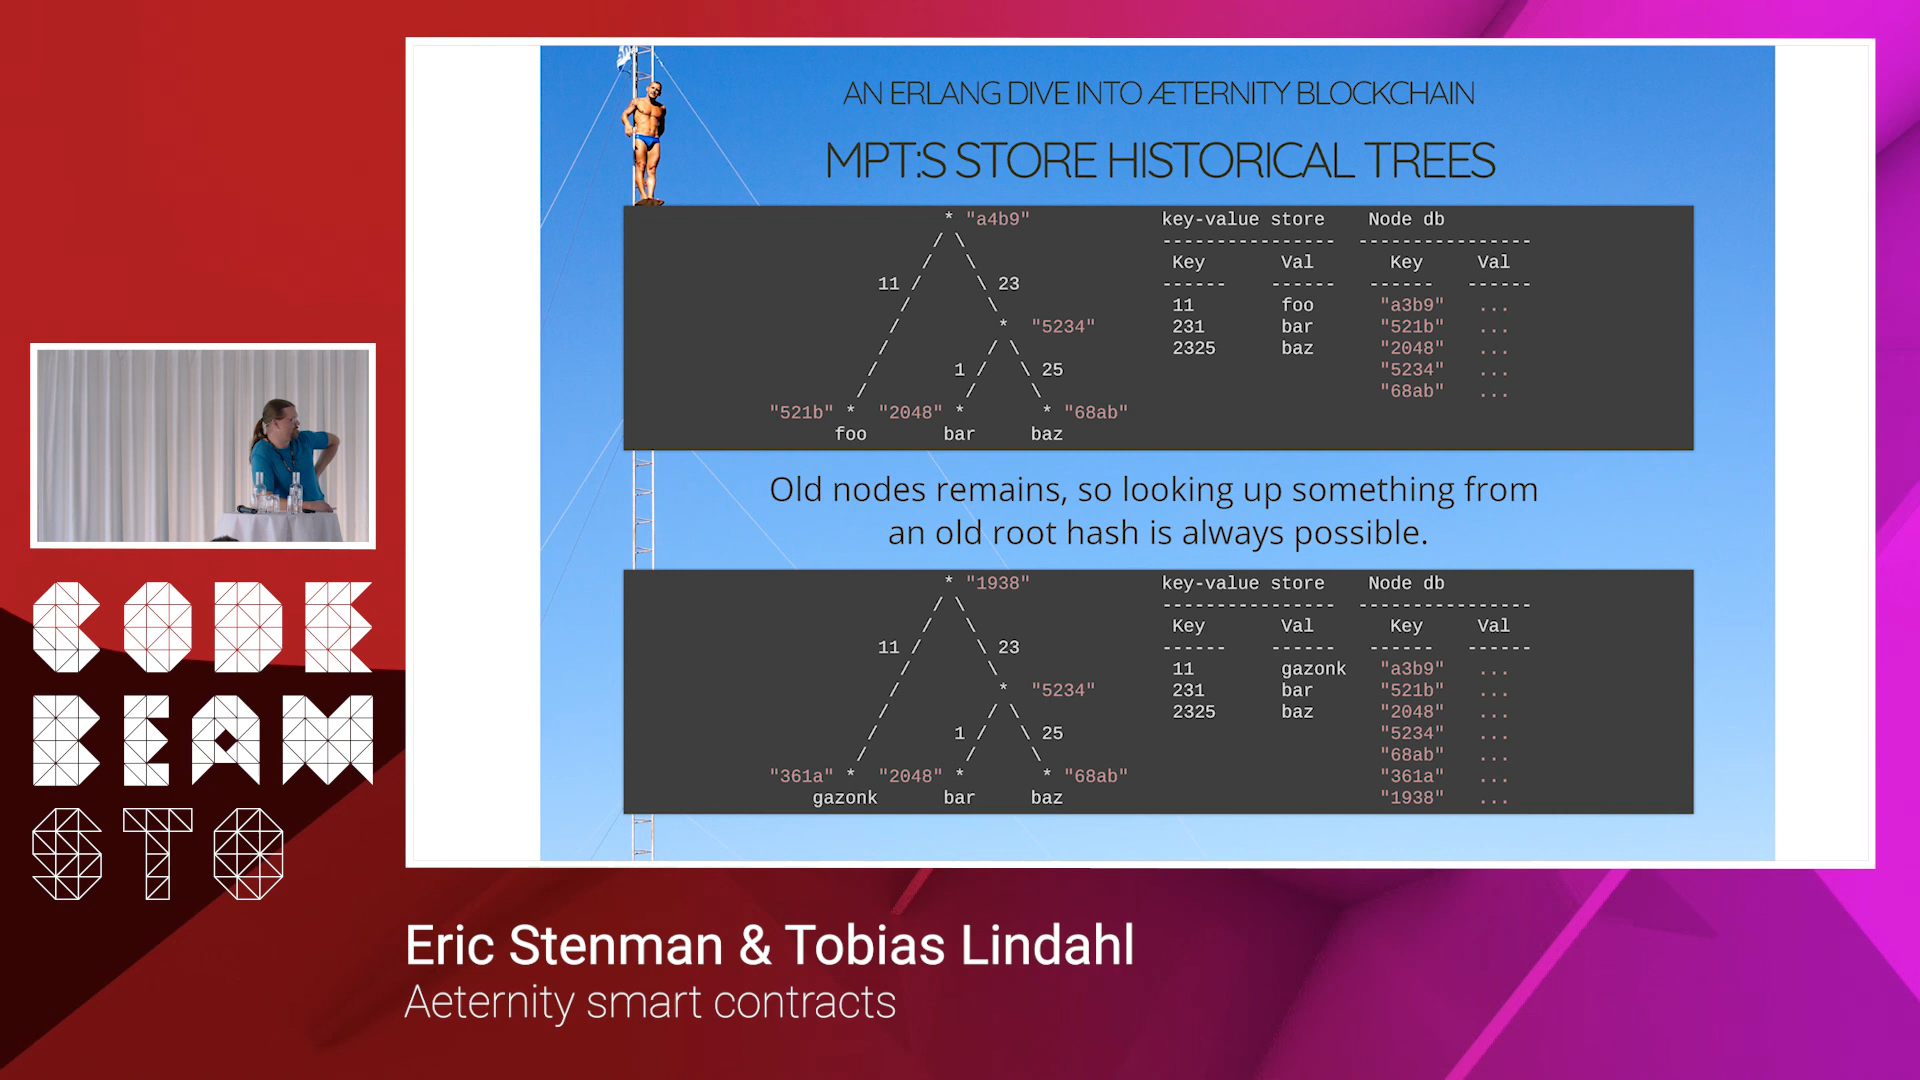 AN ERLANG DIVE INTO ÆTERNITY BLOCKCHAIN
MPT:S STORE HISTORICAL TREES
* "a4b9" key-value store Node db
/ \ ---------------- ----------------
/ \ Key Val Key Val
11 / \ 23 ------ ------ ------ ------
/ \ 11 foo "a3b9" ...
/ * "5234" 231 bar "521b" ...
/ / \ 2325 baz "2048" ...
/ 1 / \ 25 "5234" ...
/ / \ "68ab" ...
"521b" * "2048" * * "68ab"
foo bar baz
Old nodes remains, so looking up something from
an old root hash is always possible.
* "1938" key-value store Node db
/ \ ---------------- ----------------
/ \ Key Val Key Val
11 / \ 23 ------ ------ ------ ------
/ \ 11 gazonk "a3b9" ...
/ * "5234" 231 bar "521b" ...
/ / \ 2325 baz "2048" ...
/ 1 / \ 25 "5234" ...
/ / \ "68ab" ...
"361a" * "2048" * * "68ab" "361a" ...
gazonk bar baz "1938" ...
CODE
BEAM
STO
Eric Stenman & Tobias Lindahl
Aeternity smart contracts